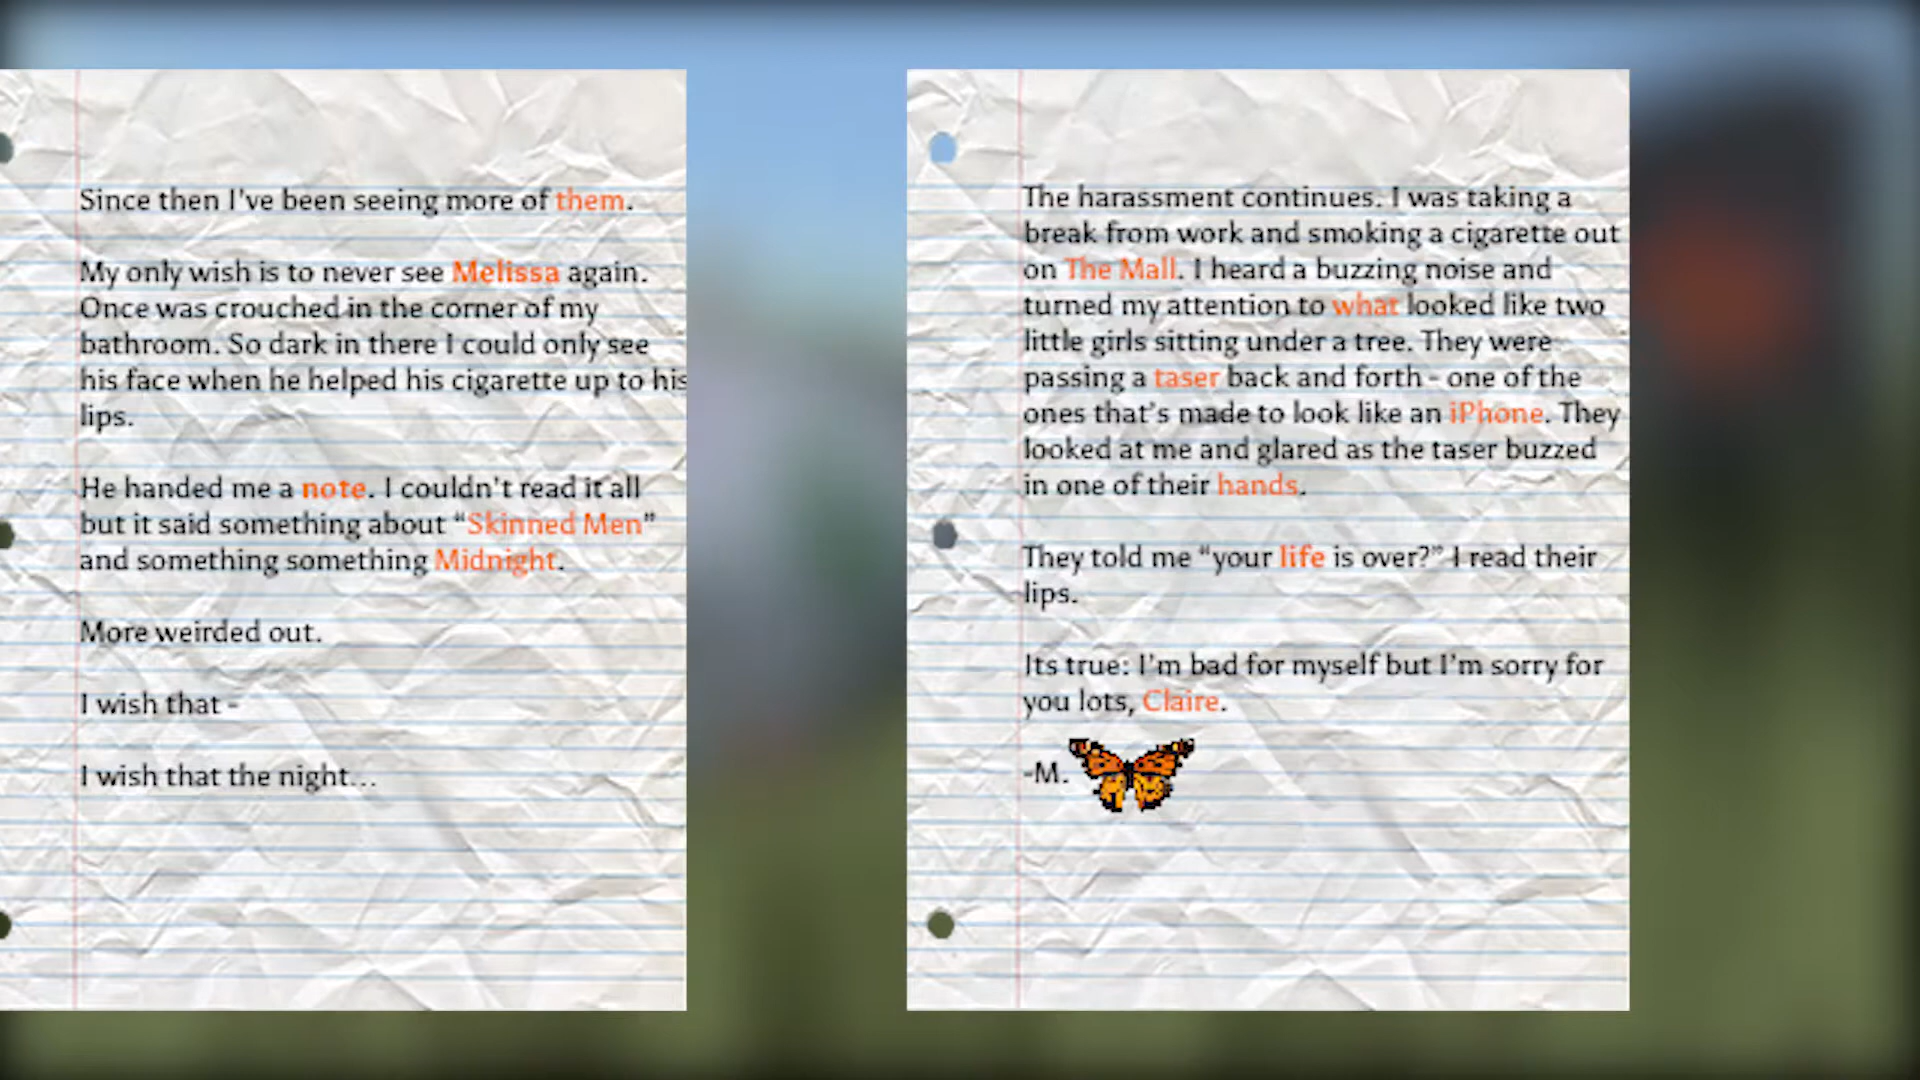 Since then I've been seeing more of them.
My only wish is to never see Melissa again.
Once was crouched in the corner of my
bathroom. So dark in there I could only see
his face when he helped his cigarette up to his
lips.
He handed me a note. I couldn't read it all
but it said something about “Skinned Men”
and something something Midnight.
More weirded out.
I wish that -
I wish that the night...
The harassment continues. I was taking a
break from work and smoking a cigarette out
on The Mall. I heard a buzzing noise and
turned my attention to what looked like two
little girls sitting under a tree. They were
passing a taser back and forth - one of the
ones that's made to look like an iPhone. They
looked at me and glared as the taser buzzed
in one of their hands.
They told me “your life is over?” I read their
lips.
Its true: I'm bad for myself but I'm sorry for
you lots, Claire.
-M.